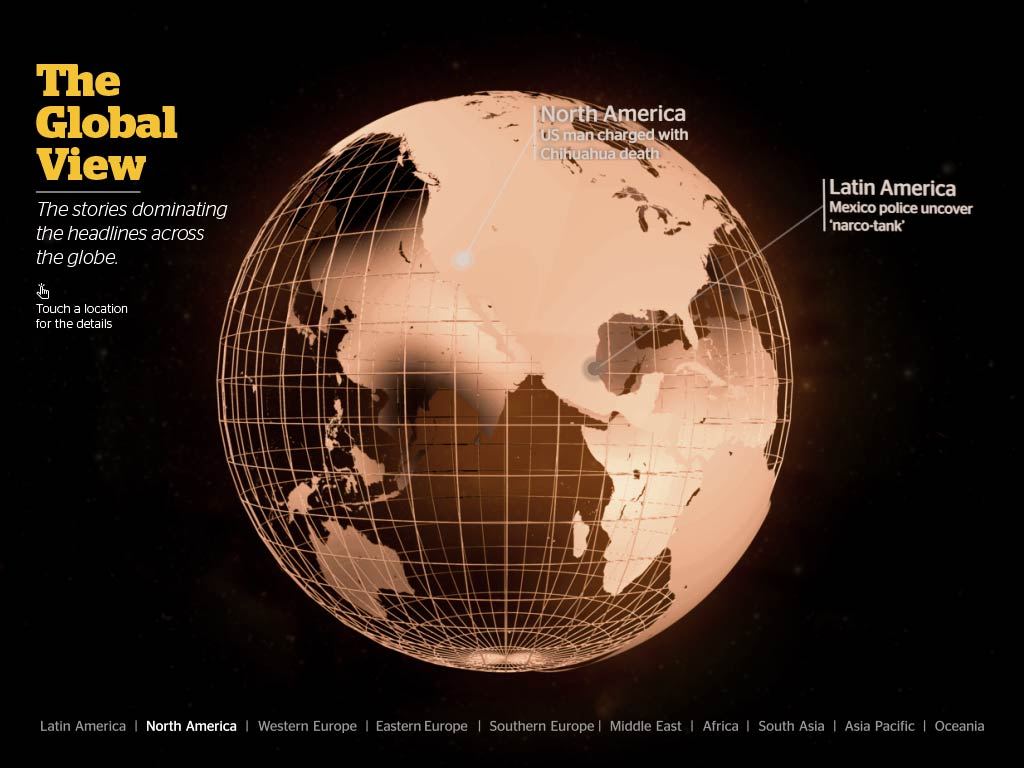 The
Global
View
The stories dominating
the headlines across
the globe.
Touch a location
for the details
North America
US man charged with
Chihuahua death
Latin America
Mexico police uncover
‘narco-tank’
Latin America | North America | Western Europe | Eastern Europe | Southern Europe | Middle East | Africa | South Asia | Asia Pacific | Oceania